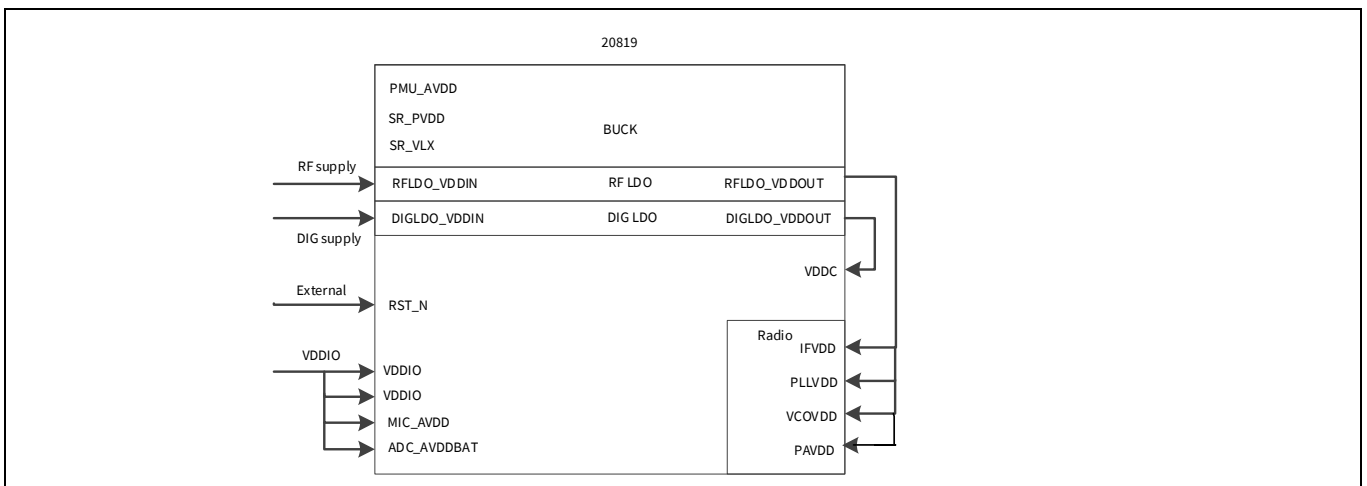 20819
PMU_AVDD
SR_PVDD
BUCK
SR_VLX
RF supply
RFLDO_VDDIN RF LDO RFLDO_VDDOUT
DIGLDO_VDDIN DIG LDO DIGLDO_VDDOUT
DIG supply
VDDC
External
RST_N
Radio
IFVDD
VDDIO
VDDIO
PLLVDD
VDDIO
VCOVDD
MIC_AVDD
ADC_AVDDBAT
PAVDD